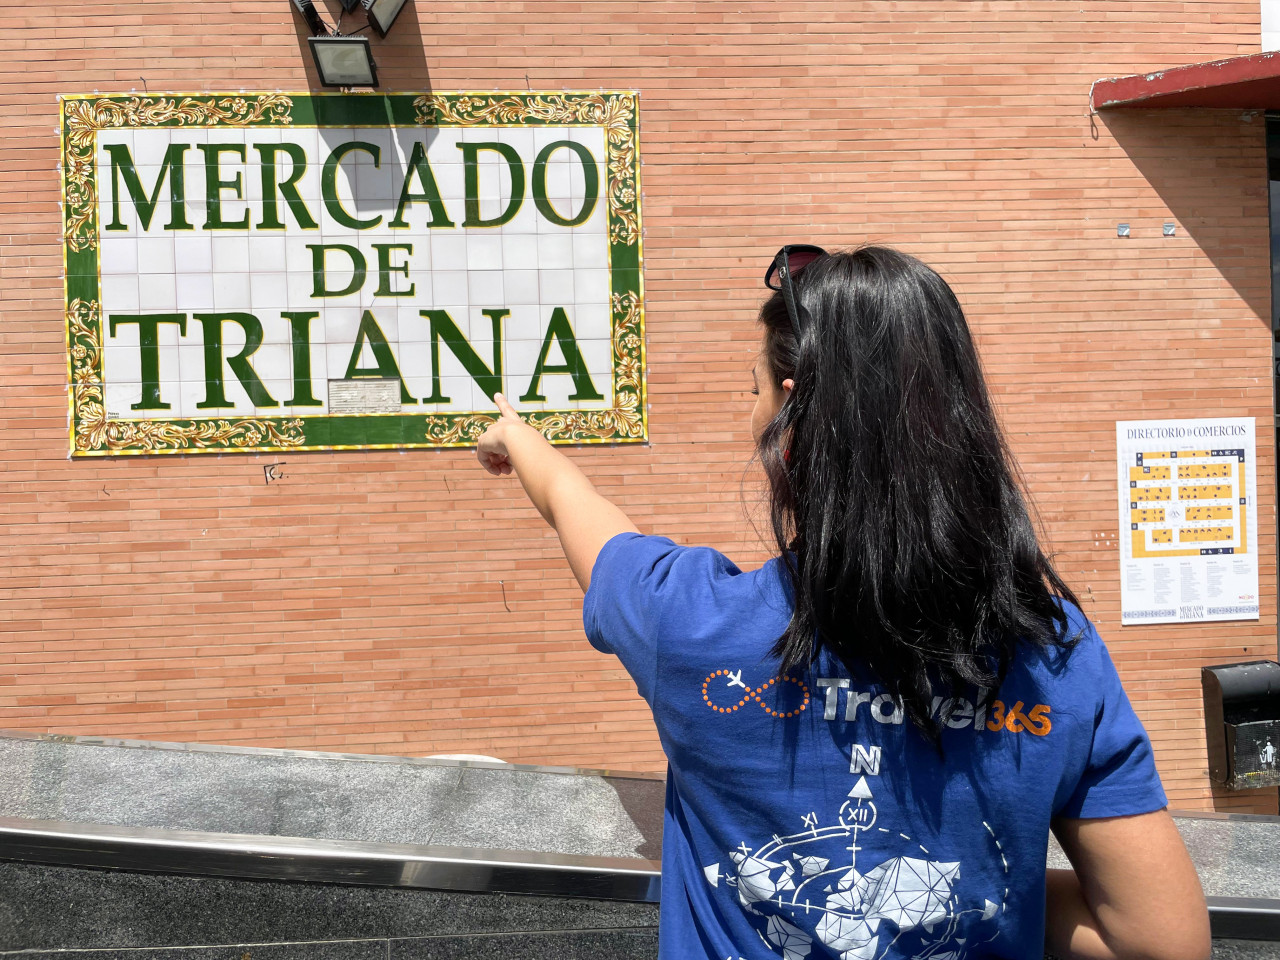 MERCADO
DE
TRIANA
DIRECTORIO DE COMERCIOS
MERCADO
DE TRIANA
Travel365
N
XII
XI
X